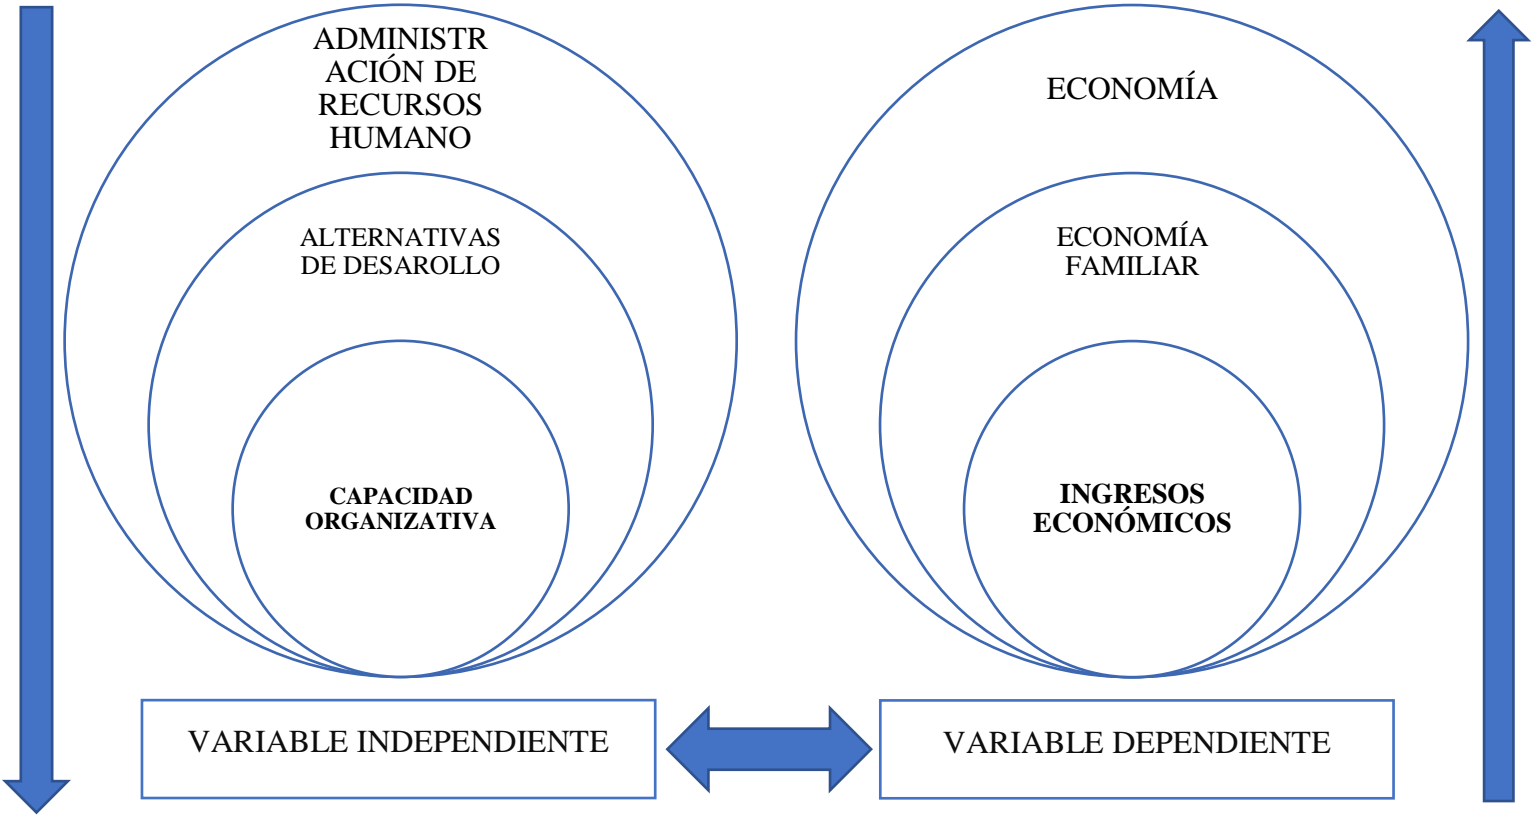 ADMINISTR
ACIÓN DE
RECURSOS
HUMANO
ALTERNATIVAS
DE DESAROLLO
CAPACIDAD
ORGANIZATIVA
VARIABLE INDEPENDIENTE
ECONOMÍA
ECONOMÍA
FAMILIAR
INGRESOS
ECONÓMICOS
VARIABLE DEPENDIENTE